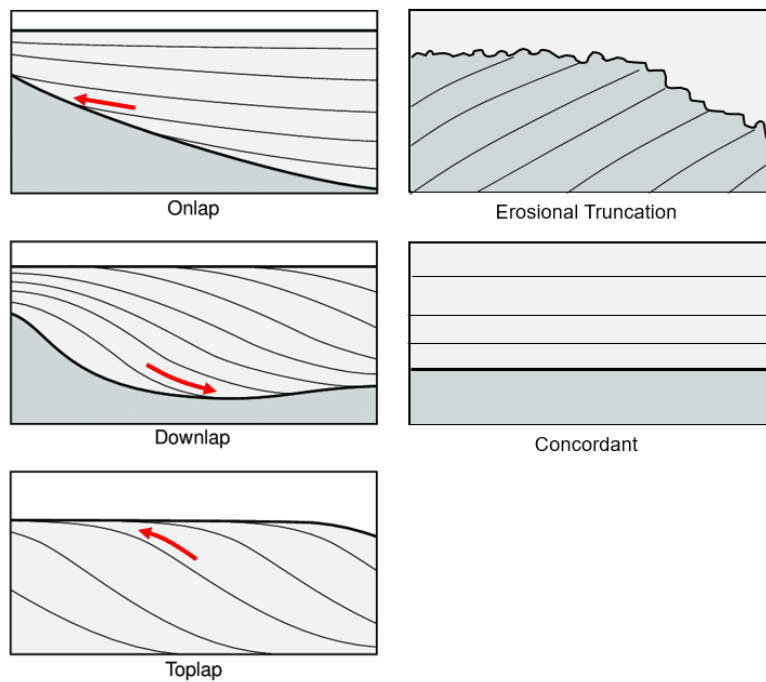 Onlap
Erosional Truncation
Downlap
Concordant
Toplap